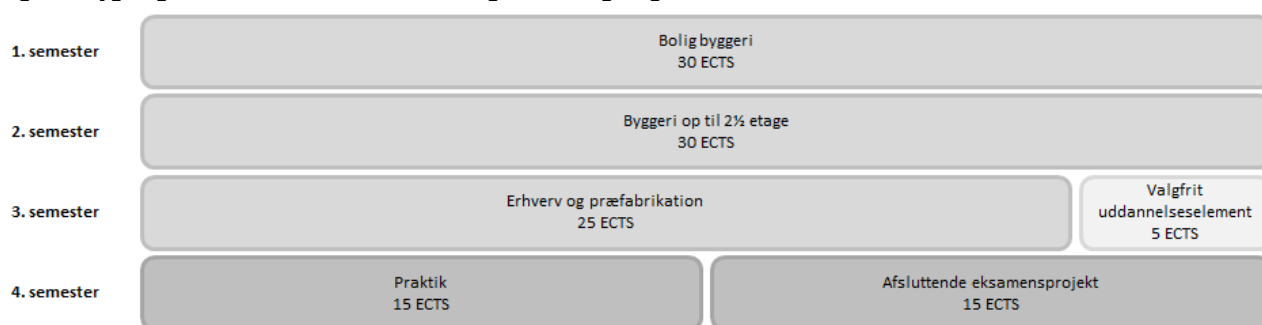 1. semester
Bolig byggeri
30 ECTS
2. semester
Byggeri op til 2½ etage
30 ECTS
3. semester
Erhverv og præfabrikation
25 ECTS
Valgfrit
uddannelseselement
5 ECTS
4. semester
Praktik
15 ECTS
Afsluttende eksamensprojekt
15 ECTS